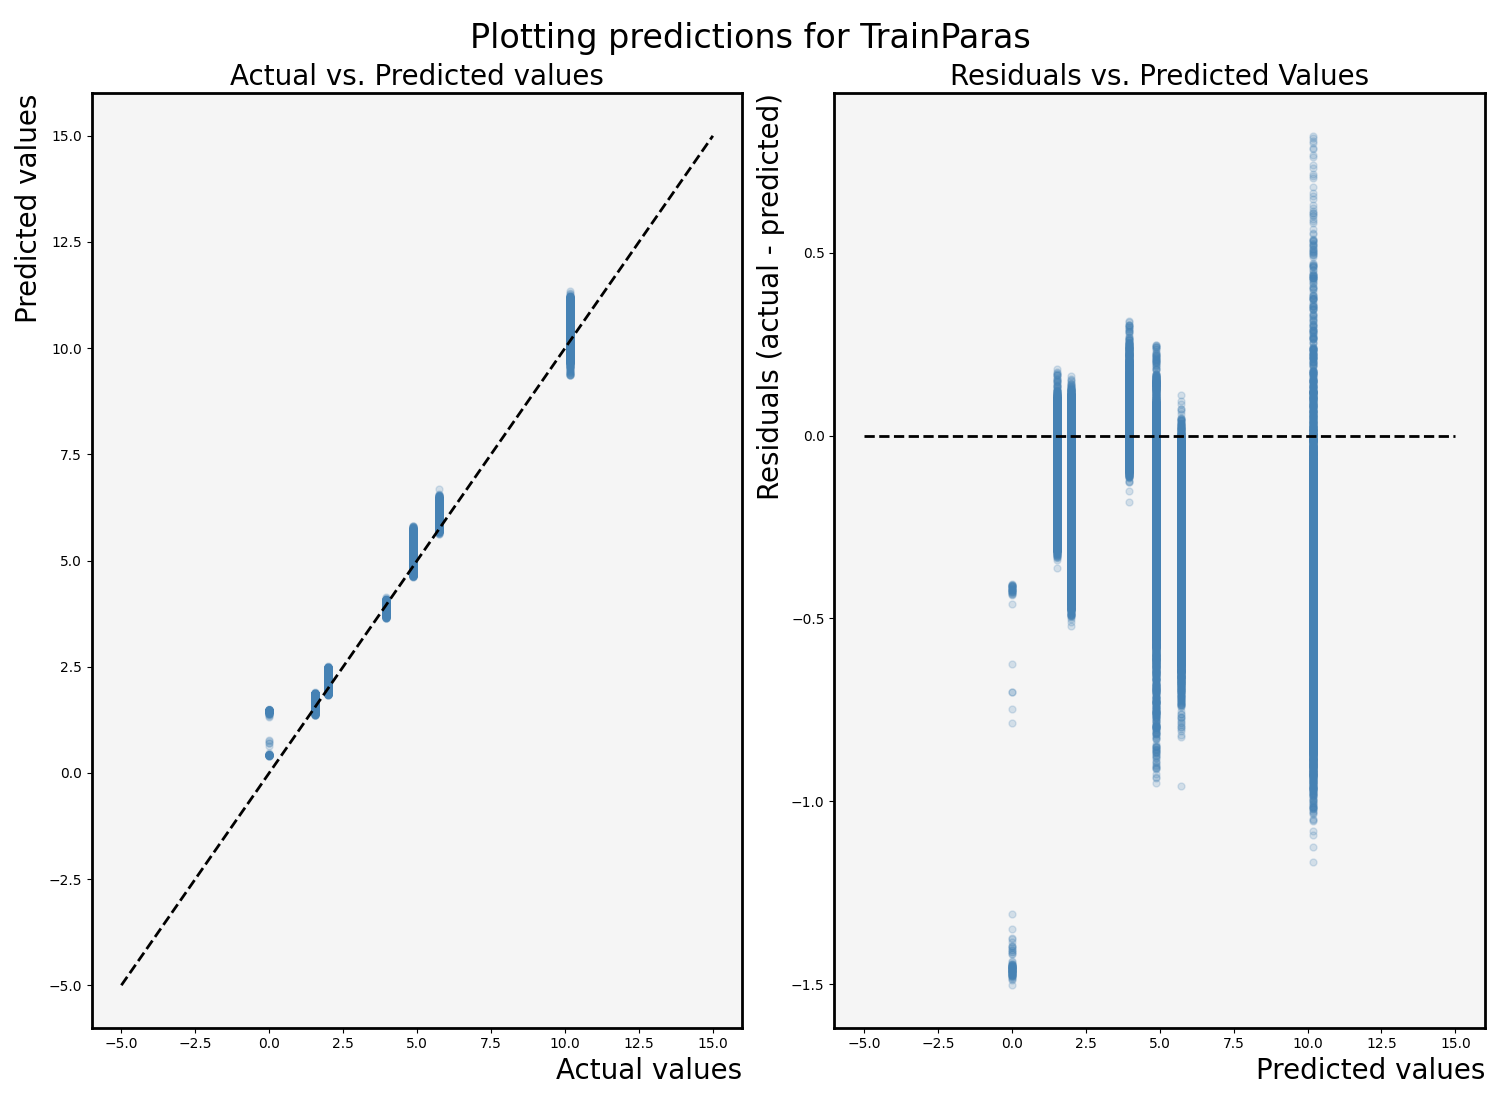 Plotting predictions for TrainParas
Actual vs. Predicted values
Predicted values
15.0
12.5
10.0
7.5
5.0
2.5
0.0
−2.5
−5.0
−5.0 −2.5 0.0 2.5 5.0 7.5 10.0 12.5 15.0
Actual values
Residuals vs. Predicted Values
Residuals (actual - predicted)
0.5
0.0
−0.5
−1.0
−1.5
−5.0 −2.5 0.0 2.5 5.0 7.5 10.0 12.5 15.0
Predicted values